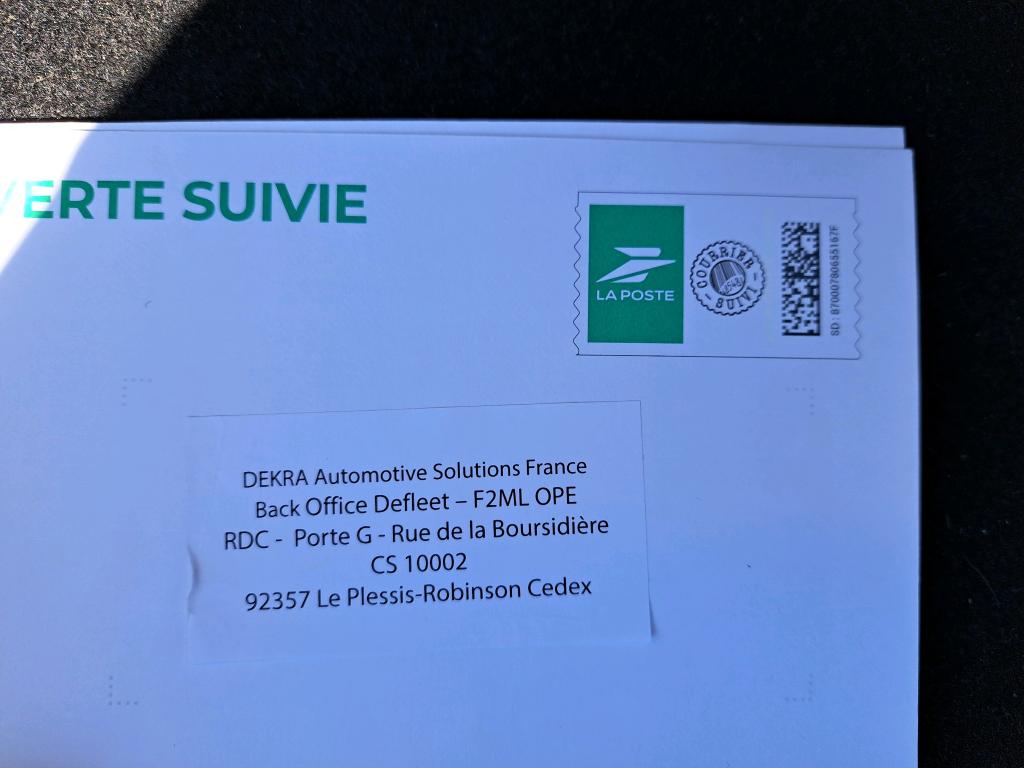 VERTE SUIVIE
LA POSTE
COURRIER
SUIVI
SD : 87000780655167F
DEKRA Automotive Solutions France
Back Office Defleet – F2ML OPE
RDC - Porte G - Rue de la Boursidière
CS 10002
92357 Le Plessis-Robinson Cedex